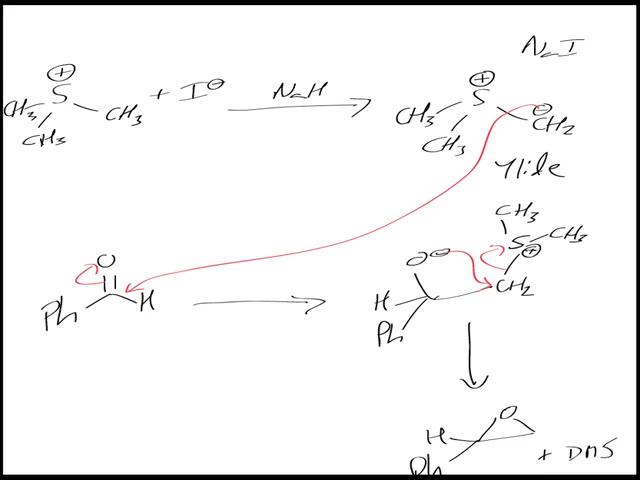 NaI
⊕
CH3 S CH3 + I⊖
CH3
NaH
⊕
CH3 S ⊖CH2
CH3
Ylide
O
Ph H
CH3
O⊖ S⊕ CH3
H CH2
Ph
O
H
Ph + DMS